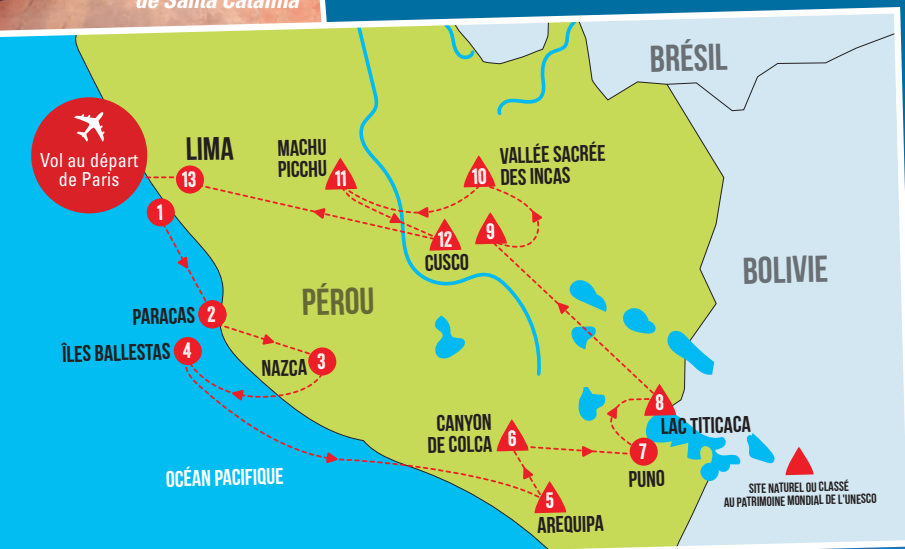 de Santa Catalina
BRÉSIL
Vol au départ
de Paris
LIMA
13
1
MACHU
PICCHU
11
10
VALLÉE SACRÉE
DES INCAS
9
12
CUSCO
BOLIVIE
PÉROU
PARACAS
2
ÎLES BALLESTAS
4
NAZCA
3
8
LAC TITICACA
CANYON
DE COLCA
6
7
PUNO
OCÉAN PACIFIQUE
5
AREQUIPA
SITE NATUREL OU CLASSÉ
AU PATRIMOINE MONDIAL DE L'UNESCO